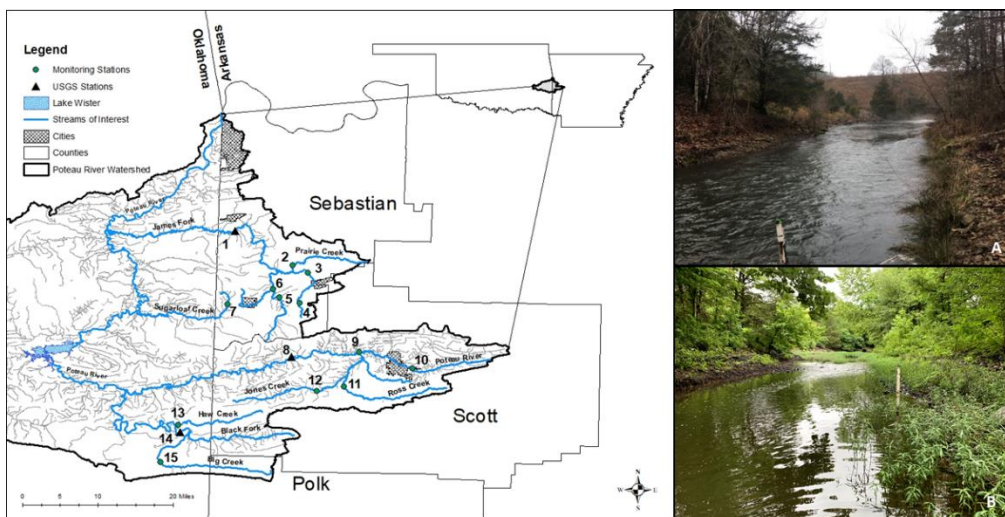 Legend
Monitoring Stations
USGS Stations
Lake Wister
Streams of Interest
Cities
Counties
Poteau River Watershed
Oklahoma
Arkansas
Poteau River
James Fork
1
Sebastian
2
Prairie Creek
3
6
5
4
Sugarloaf Creek
7
8
9
10
Poteau River
Poteau River
Jones Creek
12
11
Ross Creek
Scott
13
Haw Creek
14
Black Fork
15
Big Creek
Polk
N
W
E
S
0
5
10
20 Miles
A
B